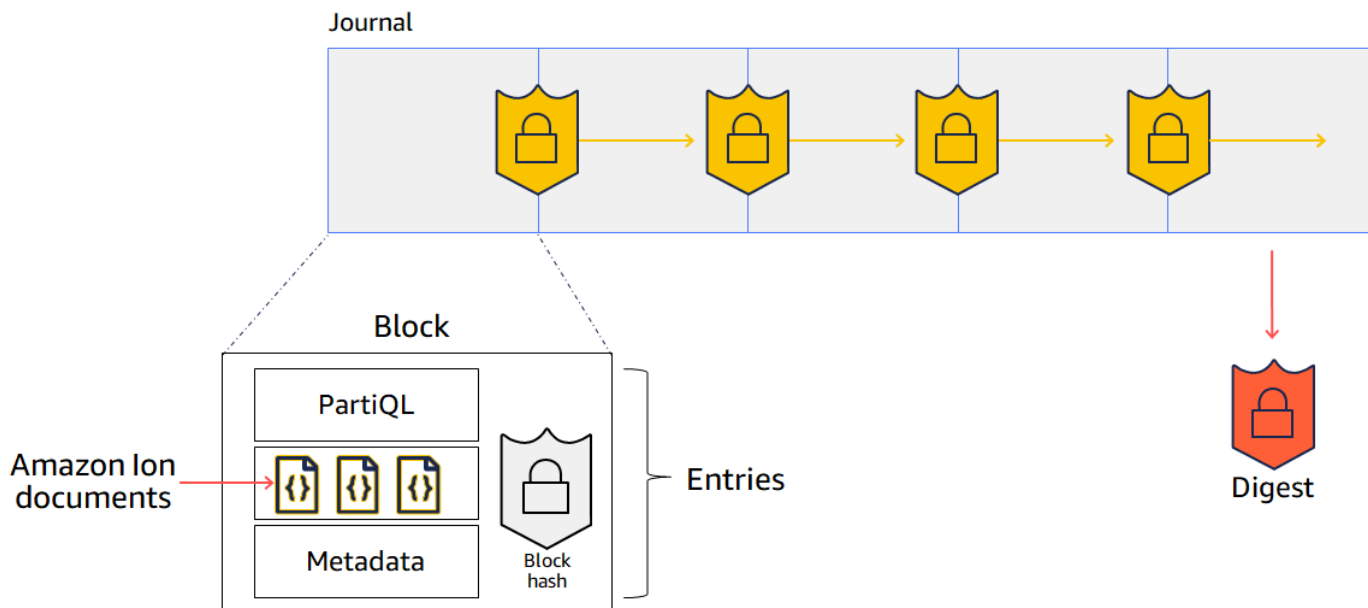 Journal
Block
PartiQL
Amazon Ion
documents
{} {} {}
Entries
Metadata
Block
hash
Digest